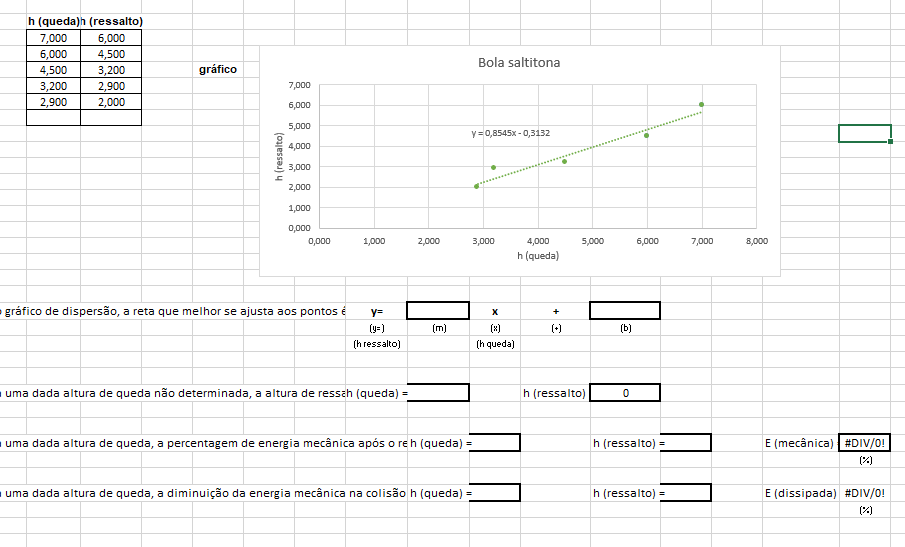 h (queda) h (ressalto)
7,000 6,000
6,000 4,500
4,500 3,200
3,200 2,900
2,900 2,000
gráfico
Bola saltitona
y = 0,8545x - 0,3132
h (ressalto)
7,000
6,000
5,000
4,000
3,000
2,000
1,000
0,000
0,000 1,000 2,000 3,000 4,000 5,000 6,000 7,000 8,000
h (queda)
gráfico de dispersão, a reta que melhor se ajusta aos pontos é y= x +
(y=) (m) (x) (+) (b)
(h ressalto) (h queda)
uma dada altura de queda não determinada, a altura de ressa h (queda) = h (ressalto) 0
uma dada altura de queda, a percentagem de energia mecânica após o re h (queda) = h (ressalto) = E (mecânica) #DIV/0!
(%)
uma dada altura de queda, a diminuição da energia mecânica na colisão h (queda) = h (ressalto) = E (dissipada) #DIV/0!
(%)